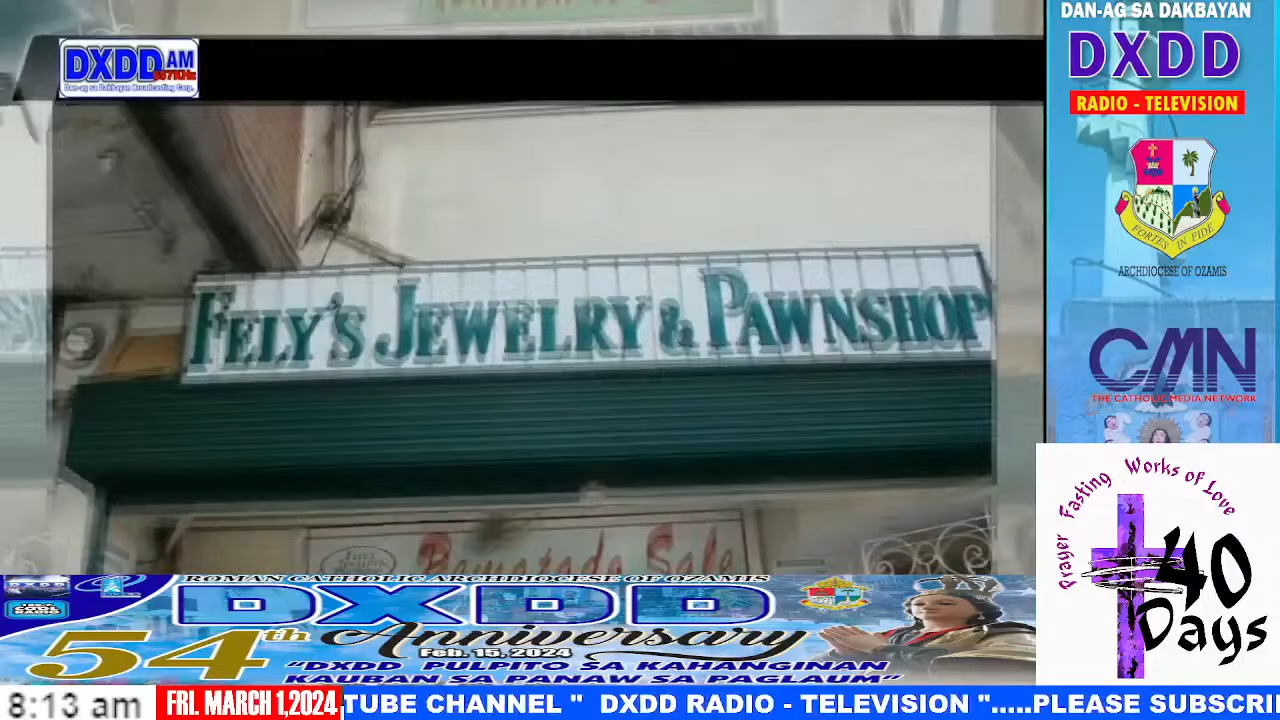 DXDD AM
Dan-ag sa Dakbayan Broadcasting Corp.
FELY'S JEWELRY & PAWNSHOP
Rematado Sale
DAN-AG SA DAKBAYAN
DXDD
RADIO - TELEVISION
FORTES IN FIDE
ARCHDIOCESE OF OZAMIS
CMN
THE CATHOLIC MEDIA NETWORK
Prayer Fasting Works of Love
40
Days
ROMAN CATHOLIC ARCHDIOCESE OF OZAMIS
DXDD
54th Anniversary
Feb. 15, 2024
"DXDD PULPITO SA KAHANGINAN
KAUBAN SA PANAW SA PAGLAUM"
8:13 am
FRI. MARCH 1,2024
TUBE CHANNEL " DXDD RADIO - TELEVISION ".....PLEASE SUBSCRI